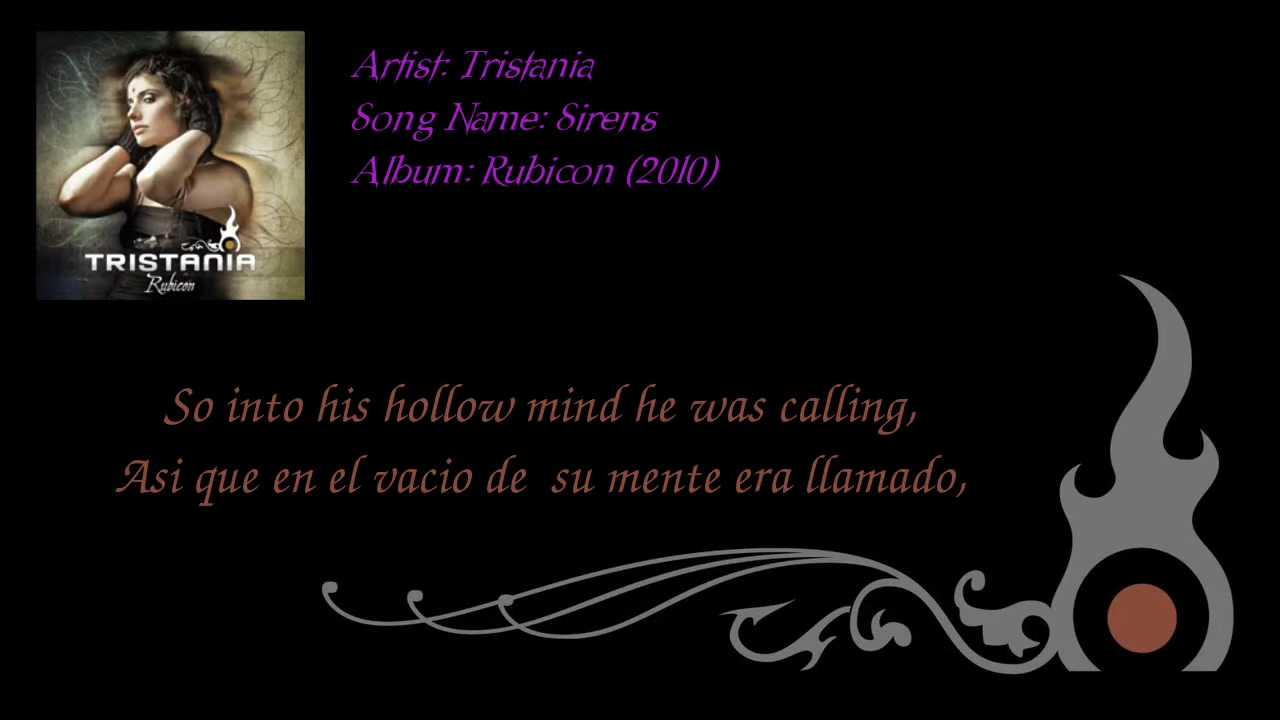 Artist: Tristania
Song Name: Sirens
Album: Rubicon (2010)
TRISTANIA
Rubicon
So into his hollow mind he was calling,
Asi que en el vacio de su mente era llamado,